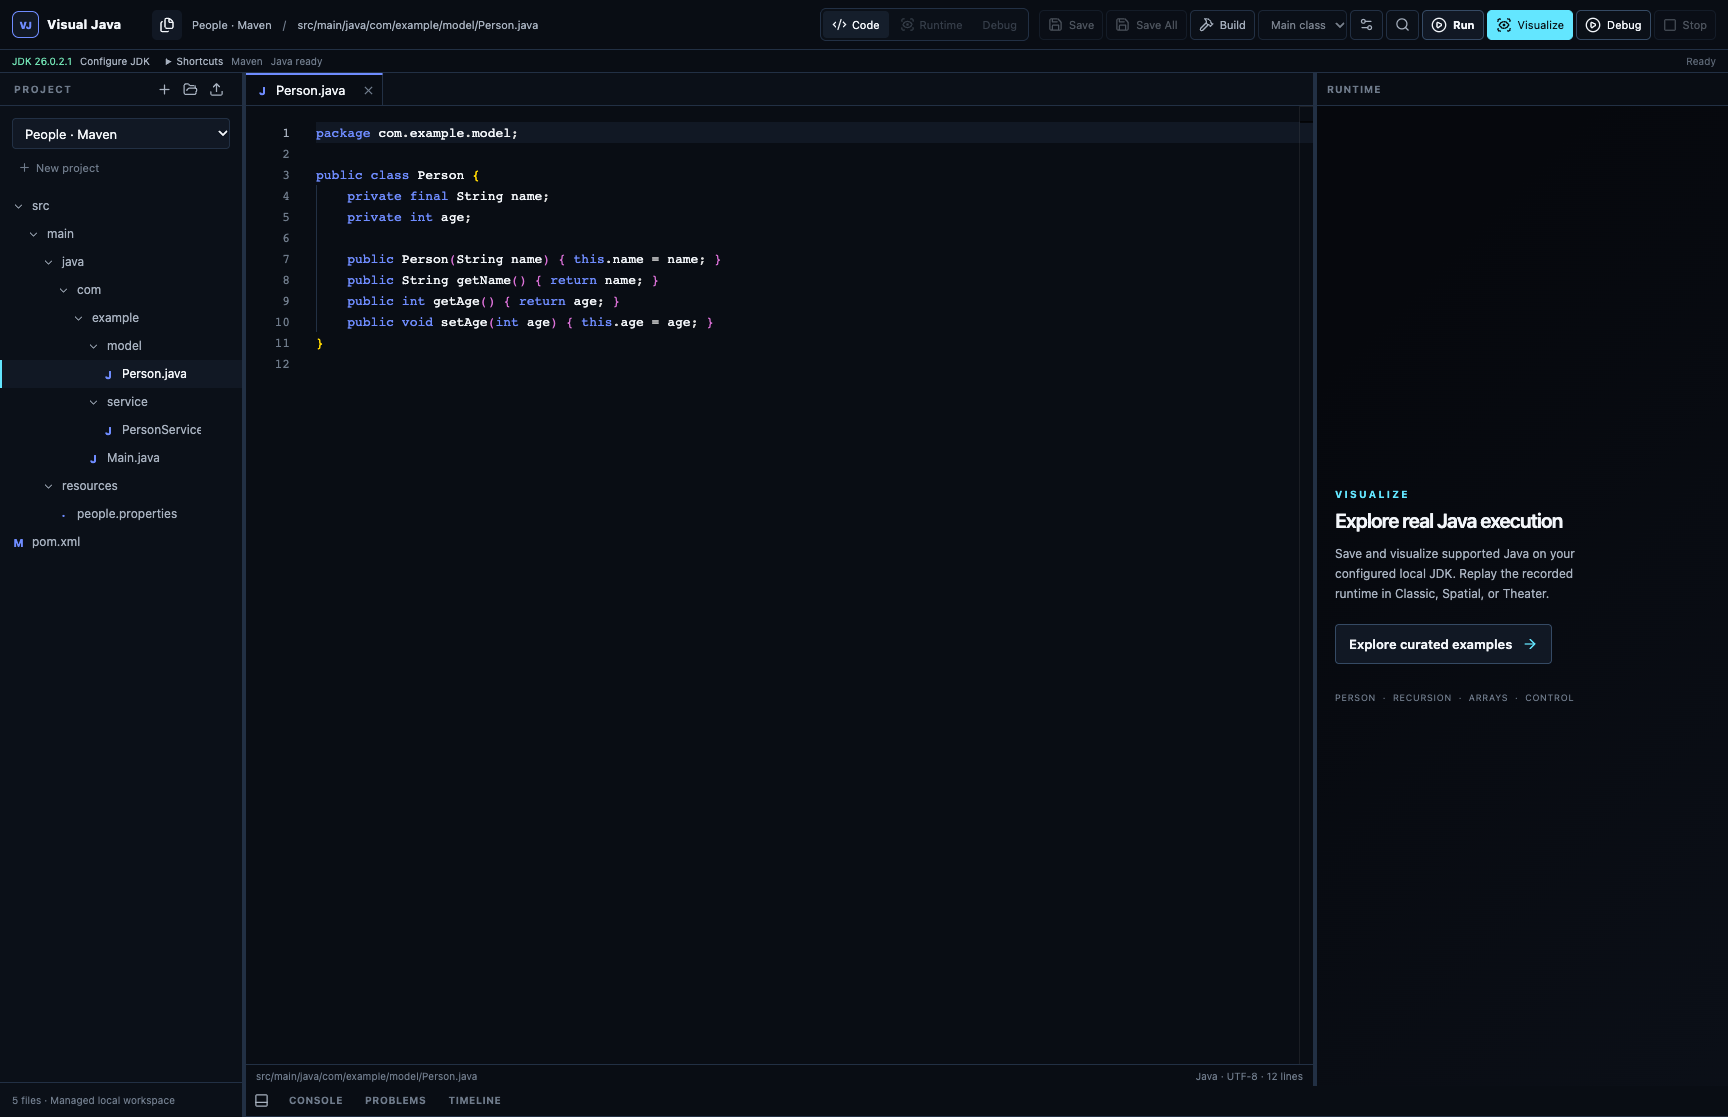 VJ Visual Java People · Maven / src/main/java/com/example/model/Person.java Code Runtime Debug Save Save All Build Main class Run Visualize Debug Stop
JDK 26.0.2.1 Configure JDK Shortcuts Maven Java ready Ready
PROJECT
People · Maven
New project
src
main
java
com
example
model
J Person.java
service
J PersonService
J Main.java
resources
people.properties
M pom.xml
5 files · Managed local workspace
J Person.java
1 package com.example.model;
2
3 public class Person {
4 private final String name;
5 private int age;
6
7 public Person(String name) { this.name = name; }
8 public String getName() { return name; }
9 public int getAge() { return age; }
10 public void setAge(int age) { this.age = age; }
11 }
12
src/main/java/com/example/model/Person.java Java · UTF-8 · 12 lines
CONSOLE PROBLEMS TIMELINE
RUNTIME
VISUALIZE
Explore real Java execution
Save and visualize supported Java on your
configured local JDK. Replay the recorded
runtime in Classic, Spatial, or Theater.
Explore curated examples →
PERSON · RECURSION · ARRAYS · CONTROL